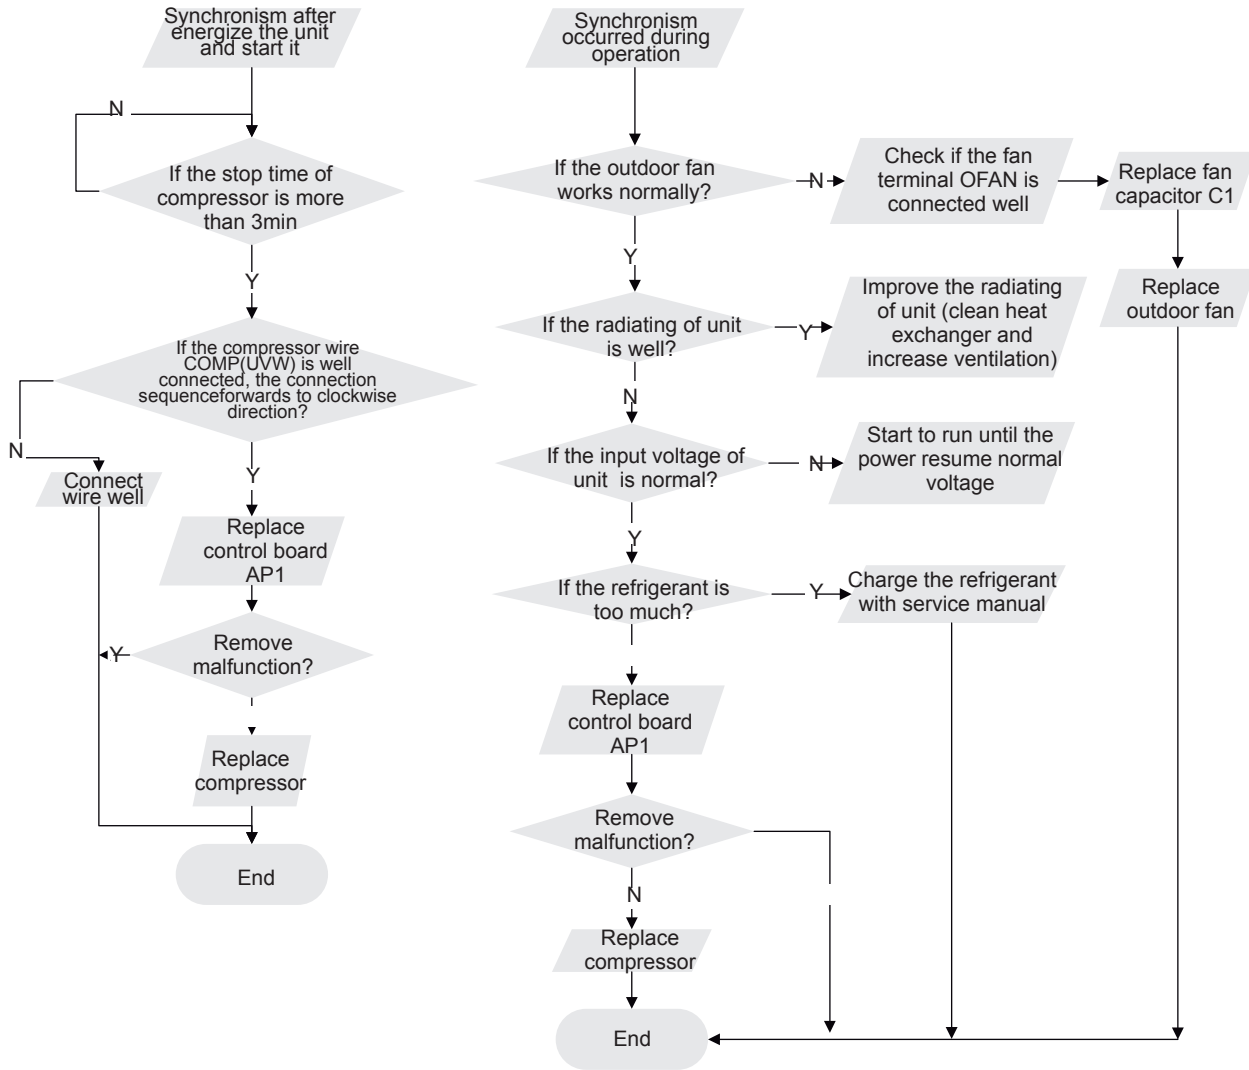 Synchronism after
energize the unit
and start it
N
If the stop time of
compressor is more
than 3min
Y
If the compressor wire
COMP(UVW) is well
connected, the connection
sequenceforwards to clockwise
direction?
N
Connect
wire well
Y
Replace
control board
AP1
Remove
malfunction?
Y
Replace
compressor
End
Synchronism
occurred during
operation
If the outdoor fan
works normally?
N
Check if the fan
terminal OFAN is
connected well
Replace fan
capacitor C1
Replace
outdoor fan
Y
If the radiating of unit
is well?
Y
Improve the radiating
of unit (clean heat
exchanger and
increase ventilation)
N
If the input voltage of
unit is normal?
N
Start to run until the
power resume normal
voltage
Y
If the refrigerant is
too much?
Y
Charge the refrigerant
with service manual
Replace
control board
AP1
Remove
malfunction?
N
Replace
compressor
End